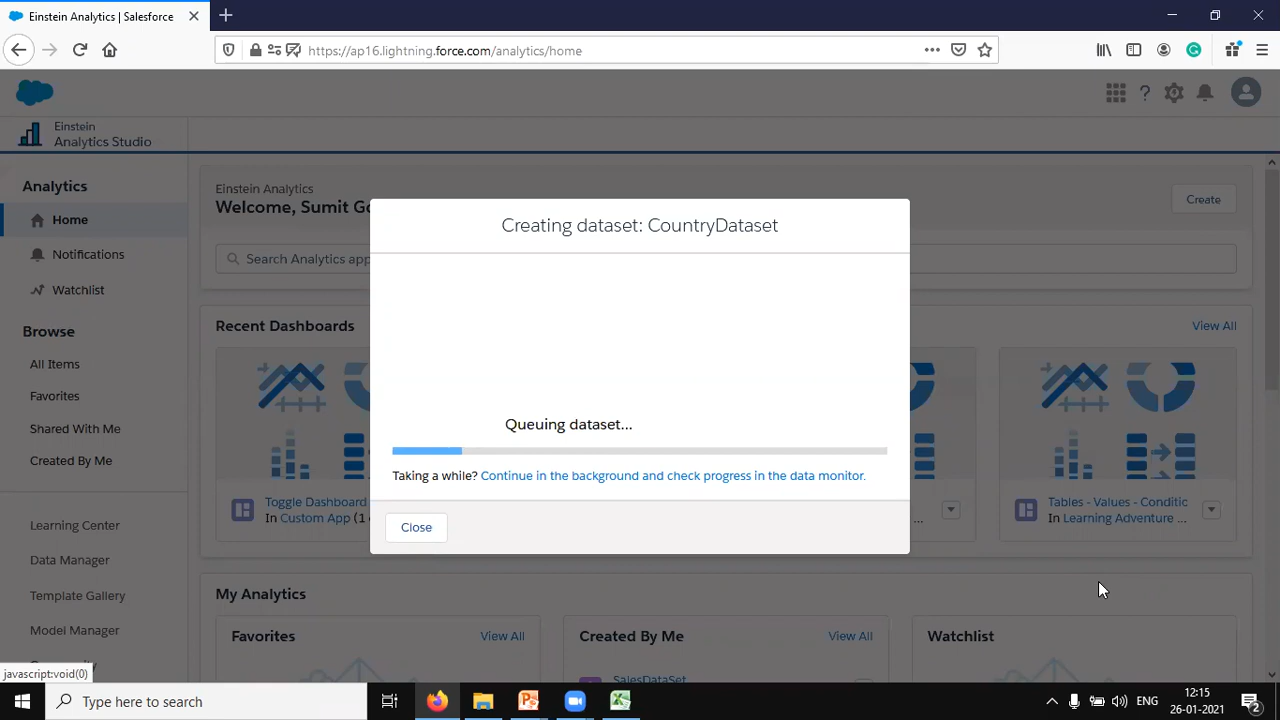 Einstein Analytics | Salesforce
https://ap16.lightning.force.com/analytics/home
Einstein
Analytics Studio
Analytics
Home
Notifications
Watchlist
Browse
All Items
Favorites
Shared With Me
Created By Me
Learning Center
Data Manager
Template Gallery
Model Manager
javascript:void(0)
Einstein Analytics
Welcome, Sumit
Create
Search Analytics
Recent Dashboards
View All
Toggle Dashboard
In Custom App
...
Tables - Values - Conditic
In Learning Adventure ...
My Analytics
Favorites
View All
Created By Me
View All
SalesDataSet
Watchlist
Creating dataset: CountryDataset
Queuing dataset...
Taking a while? Continue in the background and check progress in the data monitor.
Close
Type here to search
ENG
12:15
26-01-2021
2